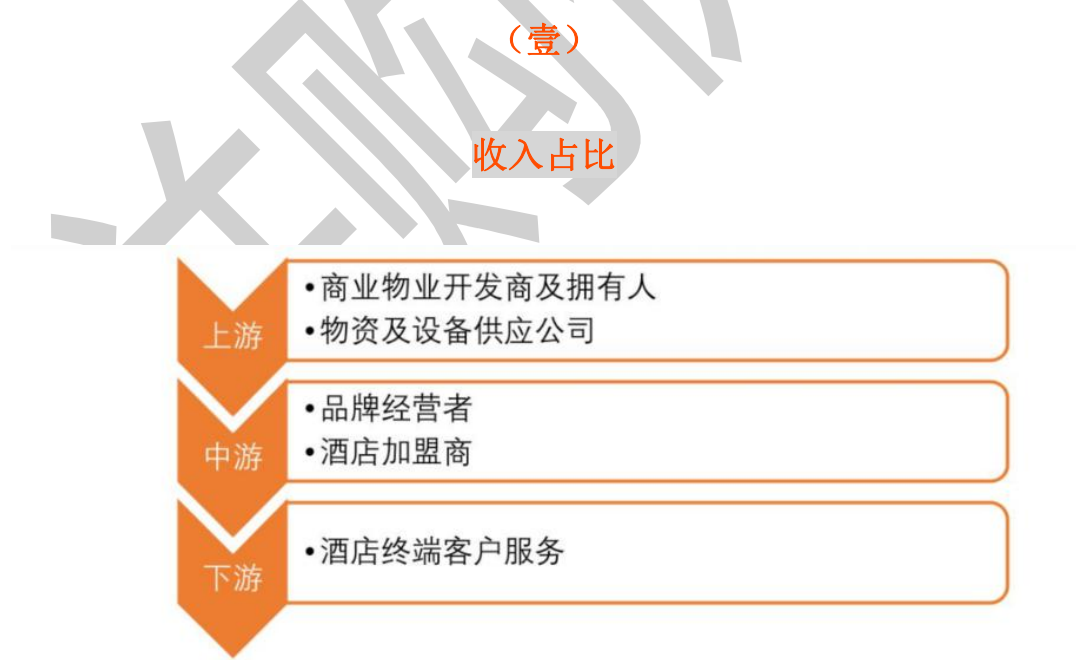 （壹）
收入占比
上游
•商业物业开发商及拥有人
•物资及设备供应公司
中游
•品牌经营者
•酒店加盟商
下游
•酒店终端客户服务